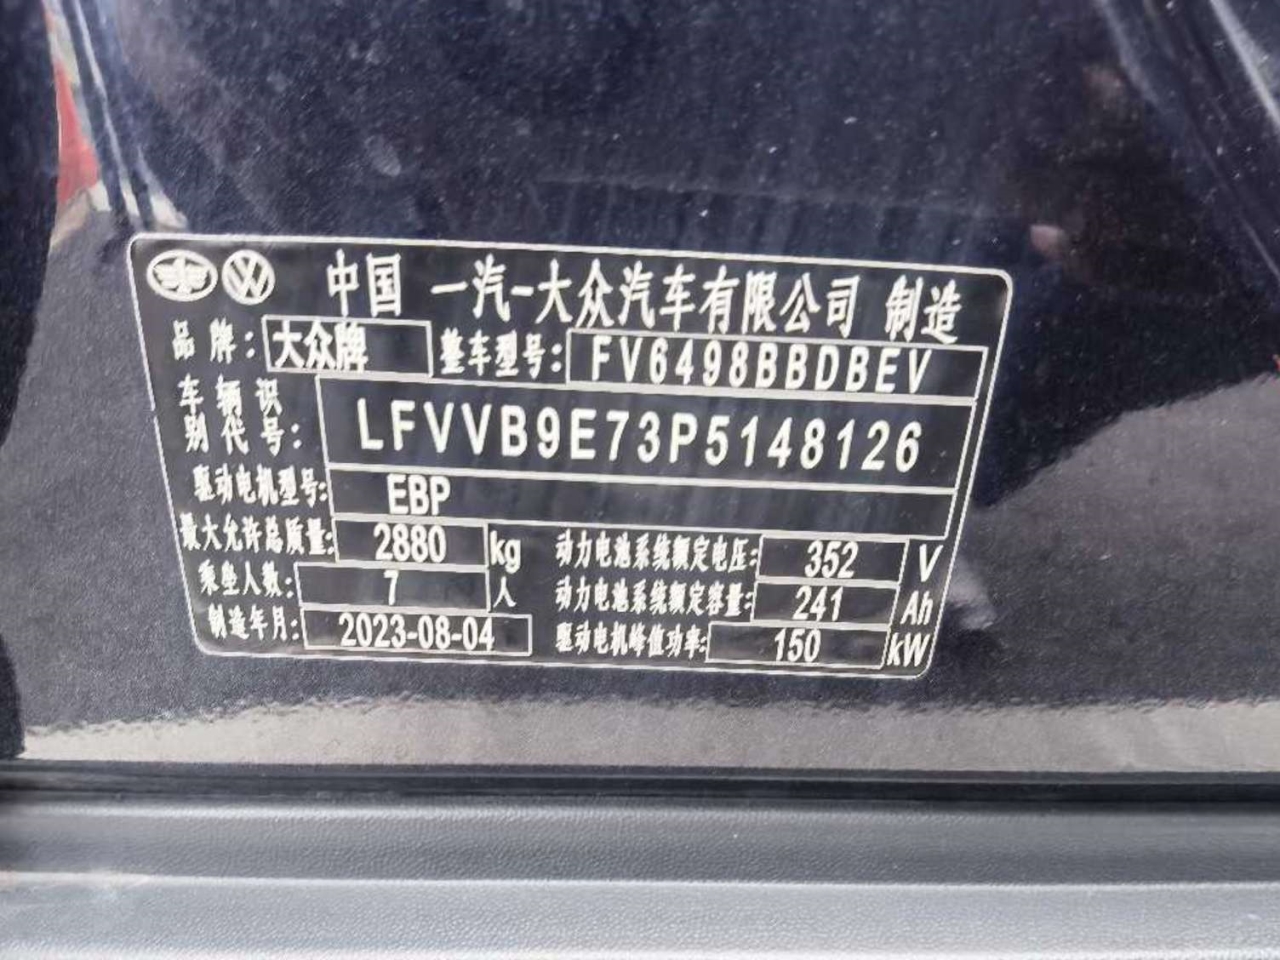 中国 一汽-大众汽车有限公司 制造
品牌: 大众牌 整车型号: FV6498BBDBEV
车辆识别代号: LFVVB9E73P5148126
驱动电机型号: EBP
最大允许总质量: 2880 kg 动力电池系统额定电压: 352 V
乘坐人数: 7 人 动力电池系统额定容量: 241 Ah
制造年月: 2023-08-04 驱动电机峰值功率: 150 kW